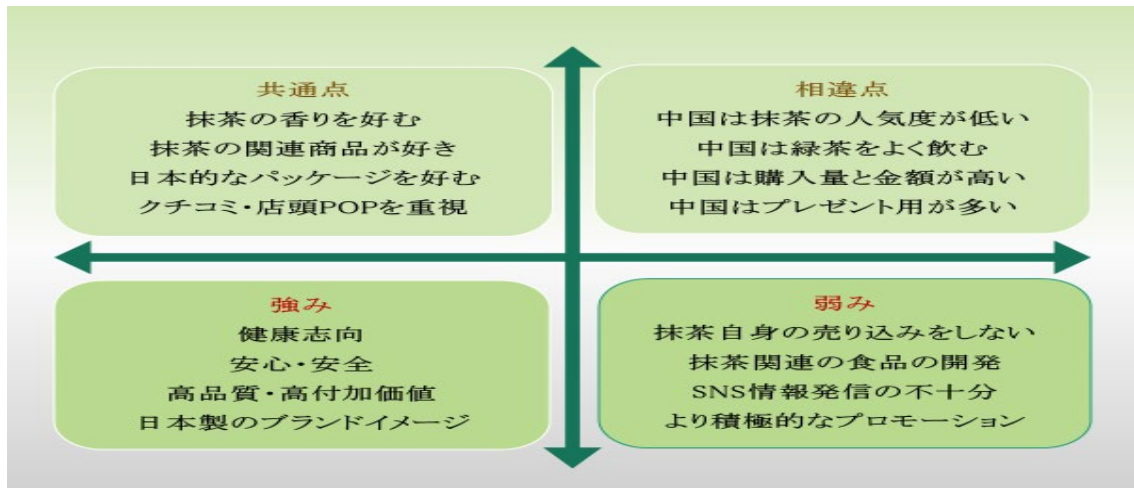 共通点
抹茶の香りを好む
抹茶の関連商品が好き
日本的なパッケージを好む
クチコミ・店頭POPを重視
相違点
中国は抹茶の人気度が低い
中国は緑茶をよく飲む
中国は購入量と金額が高い
中国はプレゼント用が多い
強み
健康志向
安心・安全
高品質・高付加価値
日本製のブランドイメージ
弱み
抹茶自身の売り込みをしない
抹茶関連の食品の開発
SNS情報発信の不十分
より積極的なプロモーション